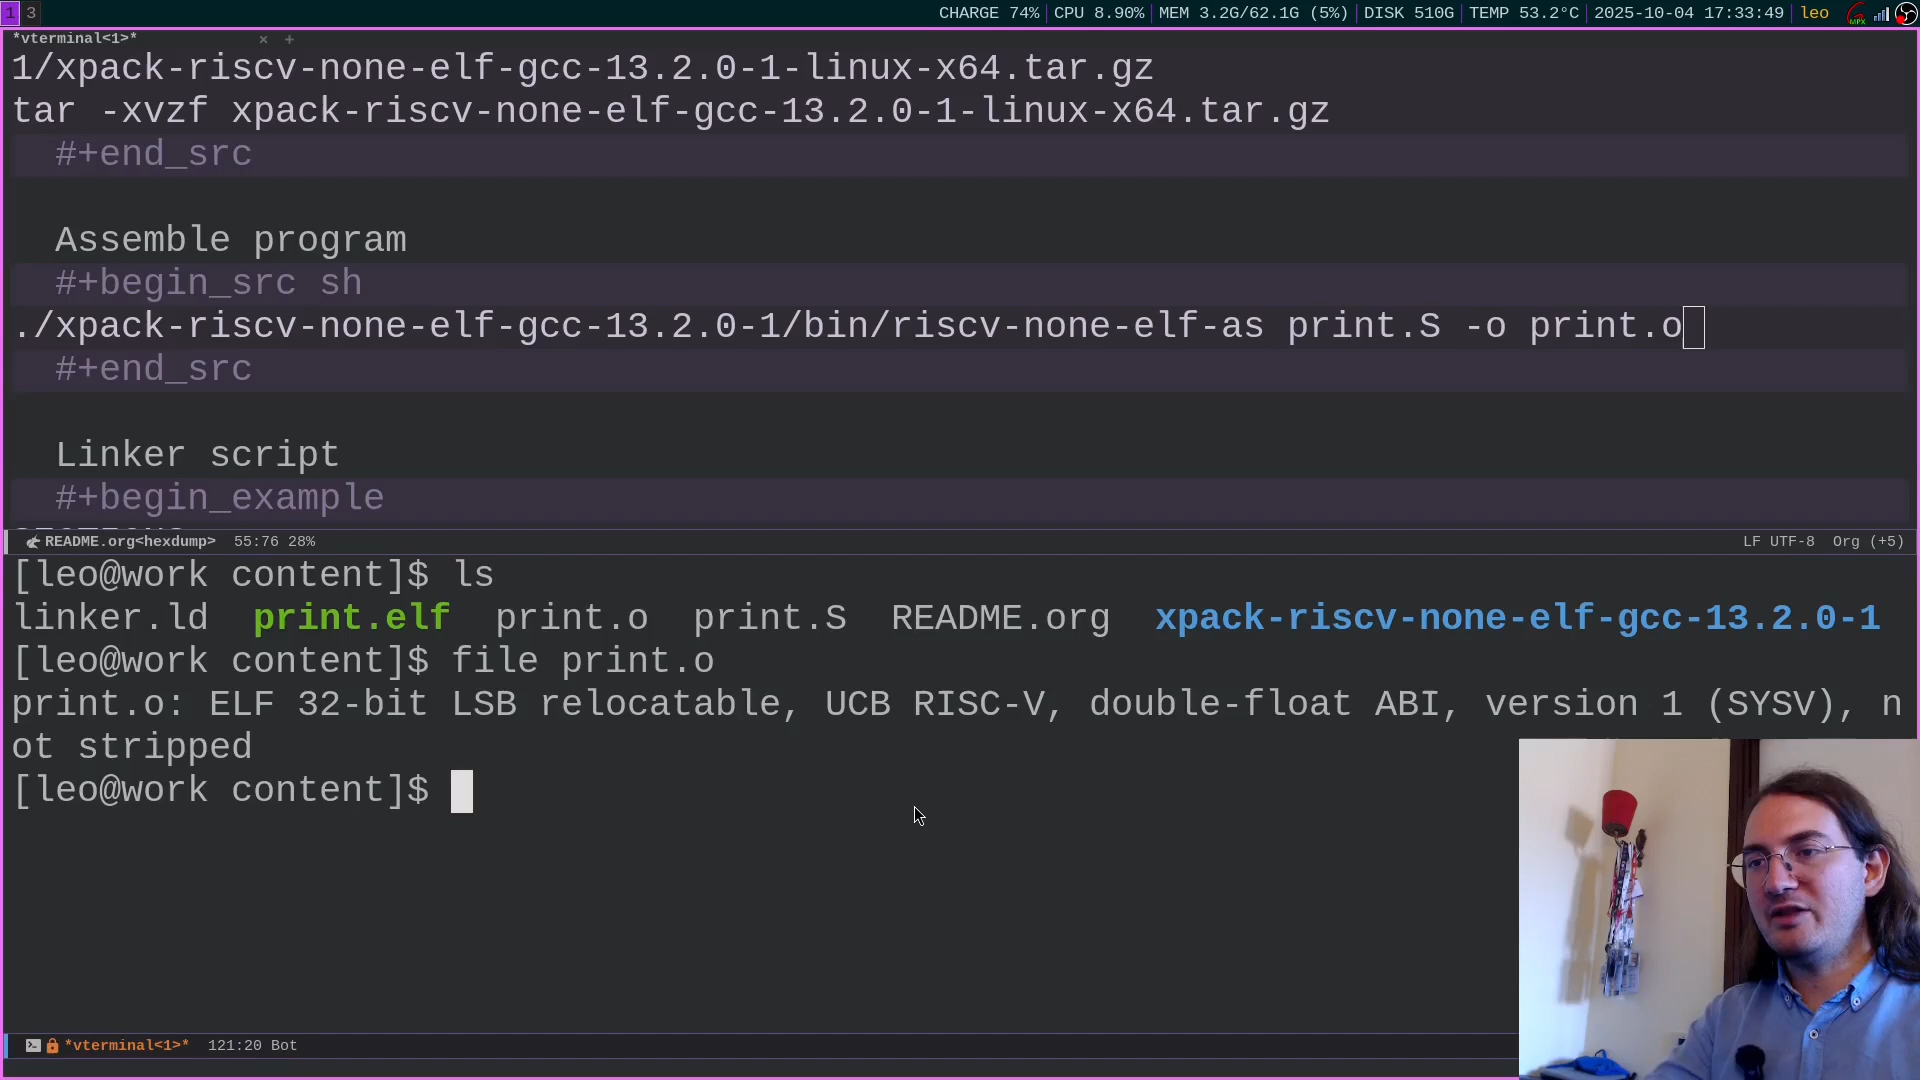 1 3 CHARGE 74% CPU 8.90% MEM 3.2G/62.1G (5%) DISK 510G TEMP 53.2°C 2025-10-04 17:33:49 leo
*vterminal<1>* × +
1/xpack-riscv-none-elf-gcc-13.2.0-1-linux-x64.tar.gz
tar -xvzf xpack-riscv-none-elf-gcc-13.2.0-1-linux-x64.tar.gz
#+end_src
Assemble program
#+begin_src sh
./xpack-riscv-none-elf-gcc-13.2.0-1/bin/riscv-none-elf-as print.S -o print.o
#+end_src
Linker script
#+begin_example
README.org<hexdump> 55:76 28% LF UTF-8 Org (+5)
[leo@work content]$ ls
linker.ld print.elf print.o print.S README.org xpack-riscv-none-elf-gcc-13.2.0-1
[leo@work content]$ file print.o
print.o: ELF 32-bit LSB relocatable, UCB RISC-V, double-float ABI, version 1 (SYSV), n
ot stripped
[leo@work content]$
*vterminal<1>* 121:20 Bot